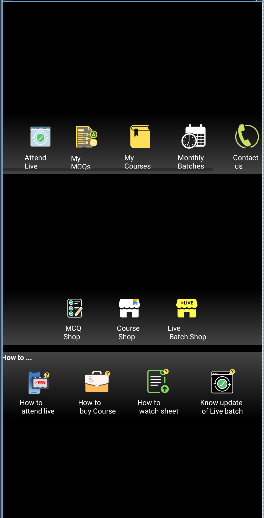 Attend
Live
My
MCQs
My
Courses
Monthly
Batches
Contact
us
LIVE
MCQ
Shop
Course
Shop
Live
Batch Shop
How to ...
How to
attend live
How to
buy Course
How to
watch sheet
Know update
of Live batch